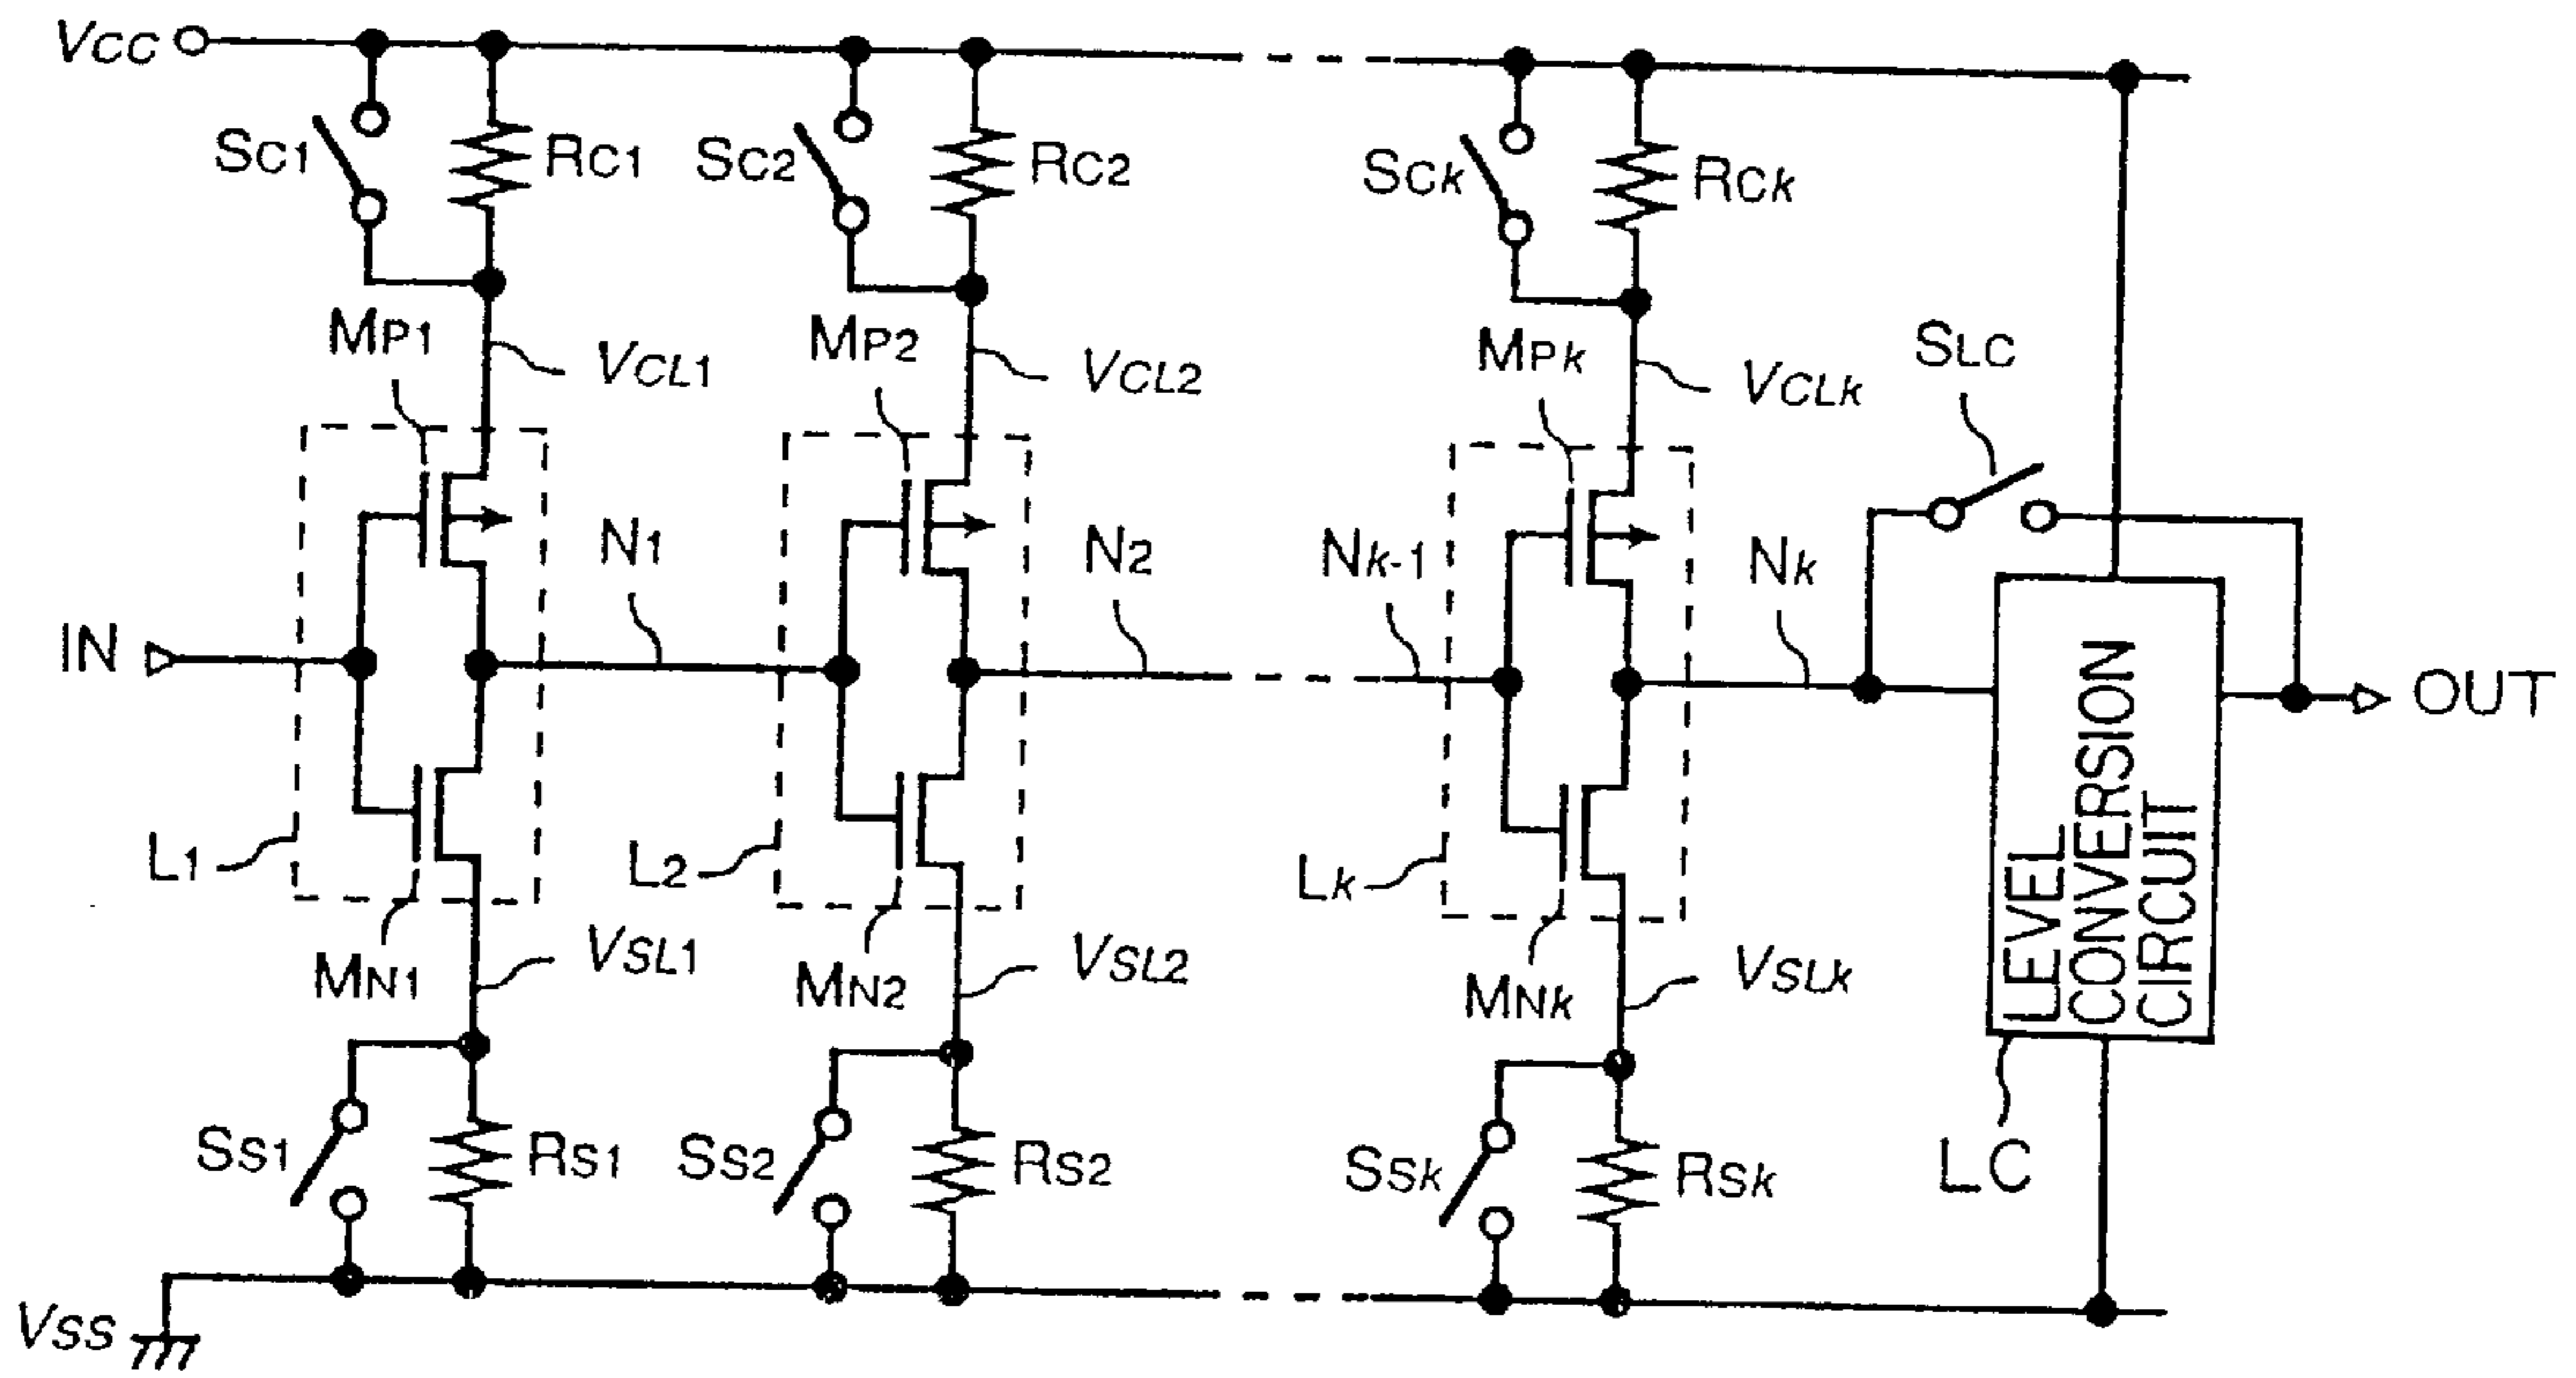 VCC
SC1
RC1
SC2
RC2
SCk
RCk
MP1
VCL1
MP2
VCL2
MPk
VCLk
SLC
IN
N1
N2
Nk-1
Nk
OUT
LEVEL
CONVERSION
CIRCUIT
L1
L2
Lk
MN1
VSL1
MN2
VSL2
MNk
VSLk
SS1
RS1
SS2
RS2
SSk
RSk
LC
VSS